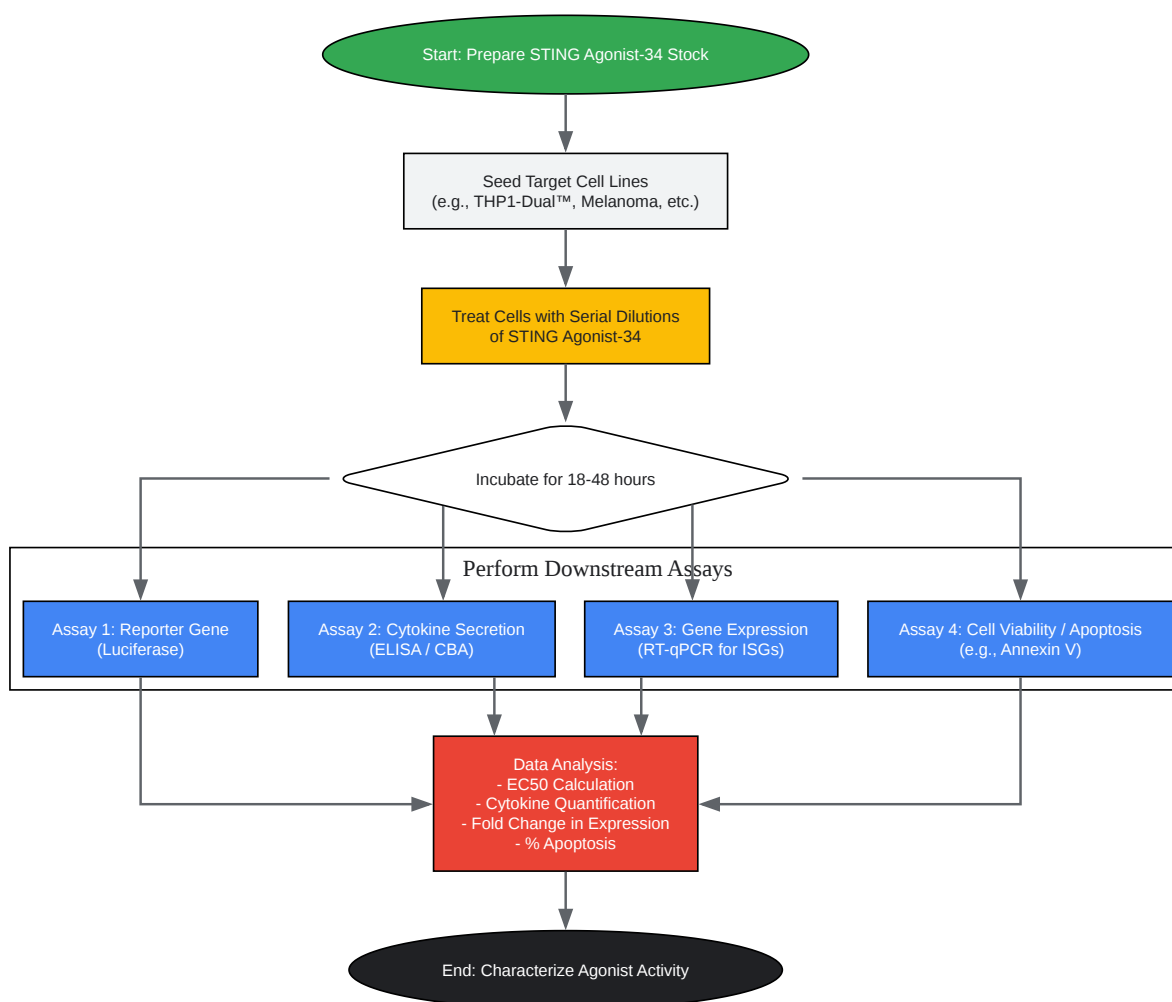 Start: Prepare STING Agonist-34 Stock
Seed Target Cell Lines
(e.g., THP1-Dual™, Melanoma, etc.)
Treat Cells with Serial Dilutions
of STING Agonist-34
Incubate for 18-48 hours
Perform Downstream Assays
Assay 1: Reporter Gene
(Luciferase)
Assay 2: Cytokine Secretion
(ELISA / CBA)
Assay 3: Gene Expression
(RT-qPCR for ISGs)
Assay 4: Cell Viability / Apoptosis
(e.g., Annexin V)
Data Analysis:
- EC50 Calculation
- Cytokine Quantification
- Fold Change in Expression
- % Apoptosis
End: Characterize Agonist Activity